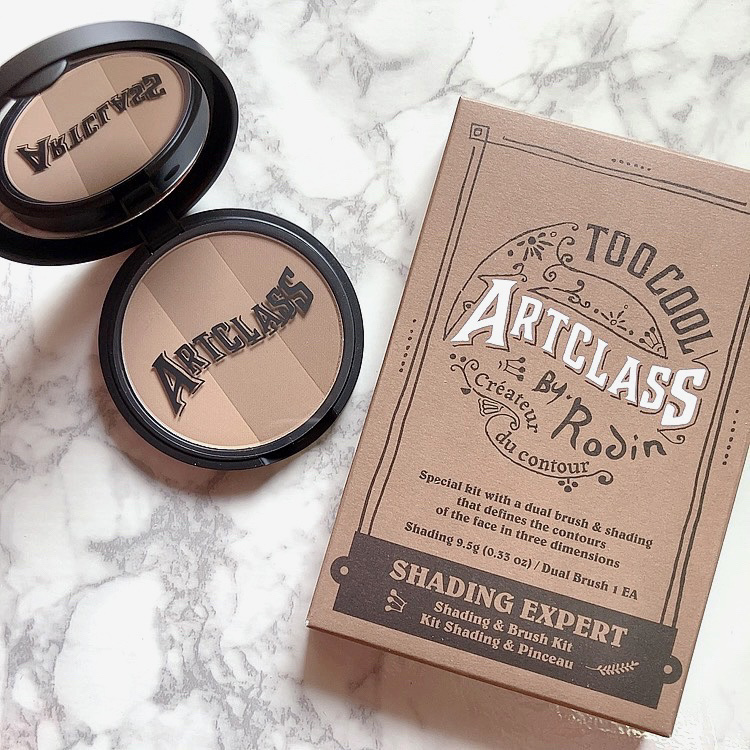 ARTCLASS
ARTCLASS
TOO COOL
ARTCLASS
BY Rodin
Créateur
du contour
Special kit with a dual brush & shading
that defines the contours
of the face in three dimensions
Shading 9.5g (0.33 oz) / Dual Brush 1 EA
SHADING EXPERT
Shading & Brush Kit
Kit Shading & Pinceau